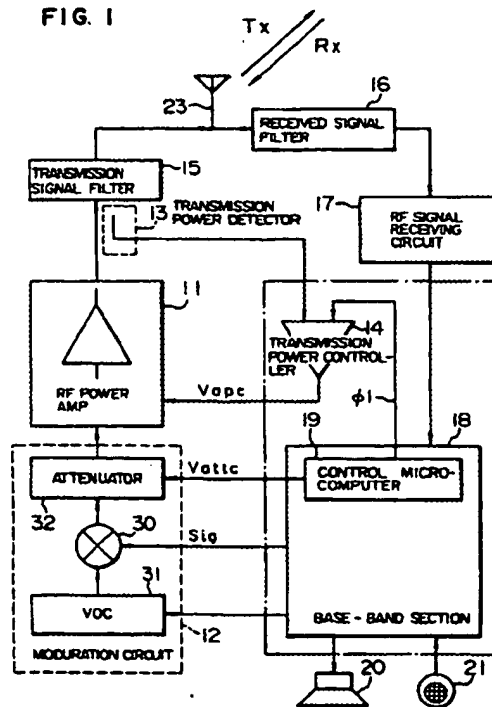 FIG. 1
Tx
Rx
23
16
RECEIVED SIGNAL
FILTER
15
TRANSMISSION
SIGNAL FILTER
13
TRANSMISSION
POWER DETECTOR
17
RF SIGNAL
RECEIVING
CIRCUIT
11
RF POWER
AMP
14
TRANSMISSION
POWER CONTROL-
LER
Vapc
φ1
19
18
CONTROL MICRO-
COMPUTER
ATTENUATOR
Vattc
32
30
Sig
31
VOC
12
MODURATION CIRCUIT
BASE-BAND SECTION
20
21